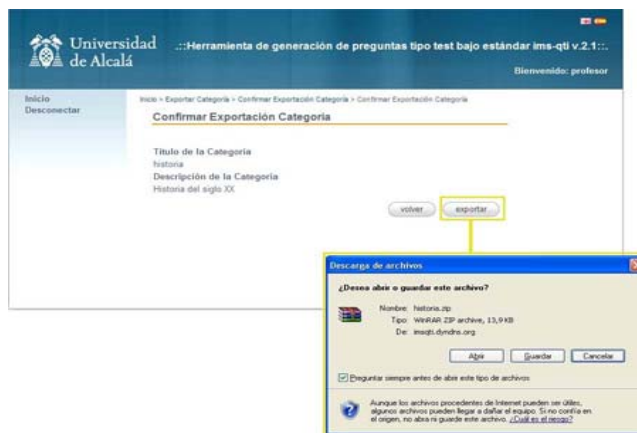 Universidad
de Alcalá
.::Herramienta de generación de preguntas tipo test bajo estándar ims-qti v.2.1::.
Bienvenido: profesor
Inicio
Desconectar
Inicio > Exportar Categoría > Confirmar Exportación Categoría > Confirmar Exportación Categoría
Confirmar Exportación Categoría
Título de la Categoría
historia
Descripción de la Categoría
Historia del siglo XX
volver
exportar
Descarga de archivos
¿Desea abrir o guardar este archivo?
Nombre: historia.zip
Tipo: WinRAR ZIP archive, 13,9 KB
De: imsqti.dyndns.org
Abrir
Guardar
Cancelar
Preguntar siempre antes de abrir este tipo de archivos
Aunque los archivos procedentes de Internet pueden ser útiles,
algunos archivos pueden llegar a dañar el equipo. Si no confía en
el origen, no abra ni guarde este archivo. ¿Cuál es el riesgo?